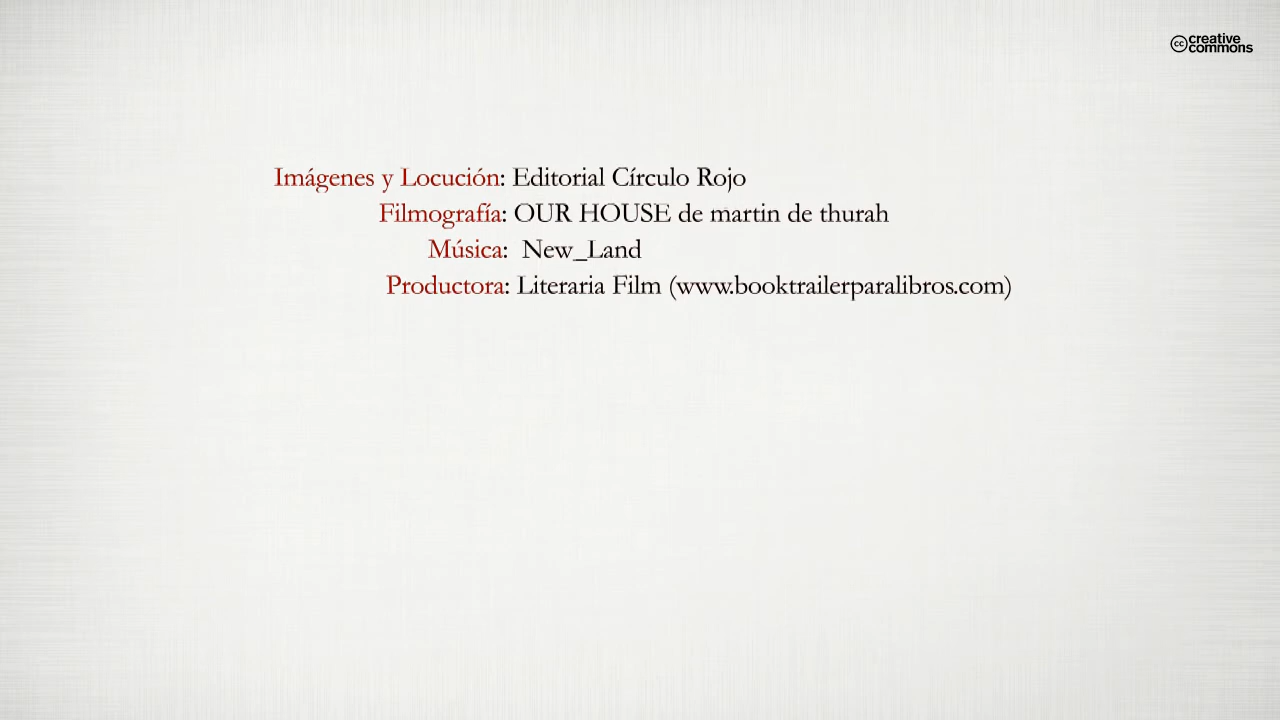 cc creative
commons
Imágenes y Locución: Editorial Círculo Rojo
Filmografía: OUR HOUSE de martin de thurah
Música: New_Land
Productora: Literaria Film (www.booktrailerparalibros.com)